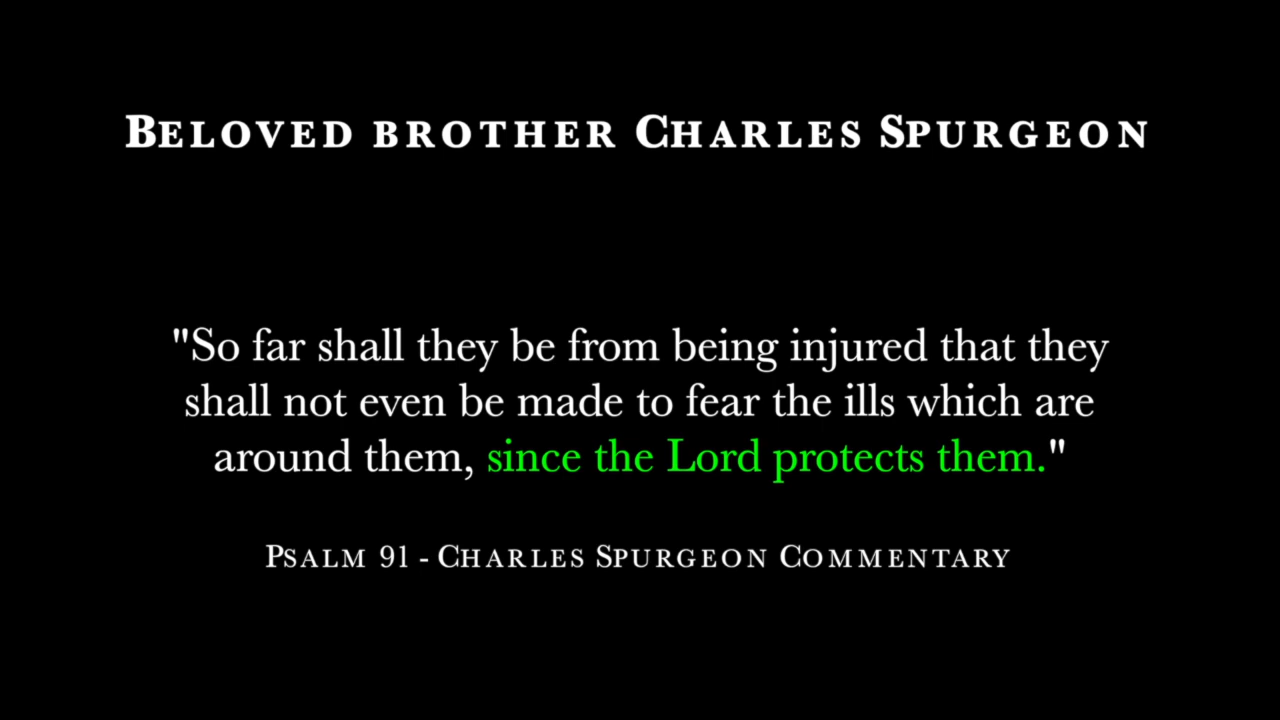 Beloved brother Charles Spurgeon
"So far shall they be from being injured that they
shall not even be made to fear the ills which are
around them, since the Lord protects them."
Psalm 91 - Charles Spurgeon Commentary